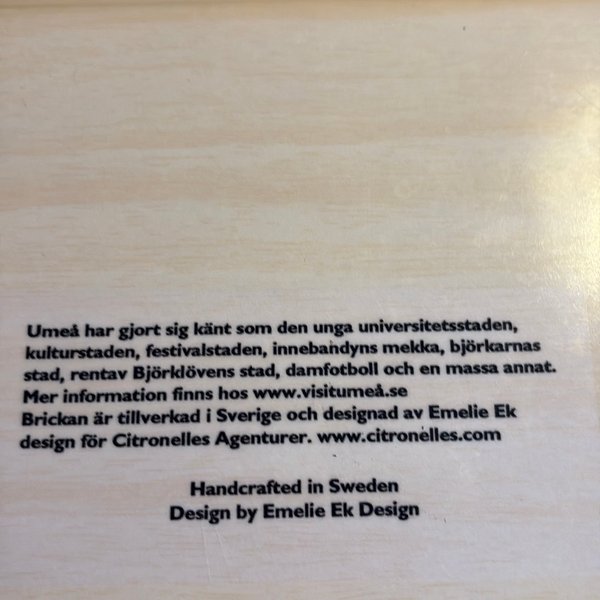 Umeå har gjort sig känt som den unga universitetsstaden,
kulturstaden, festivalstaden, innebandyns mekka, björkarnas
stad, rentav Björklövens stad, damfotboll och en massa annat.
Mer information finns hos www.visitumeå.se
Brickan är tillverkad i Sverige och designad av Emelie Ek
design för Citronelles Agenturer. www.citronelles.com
Handcrafted in Sweden
Design by Emelie Ek Design